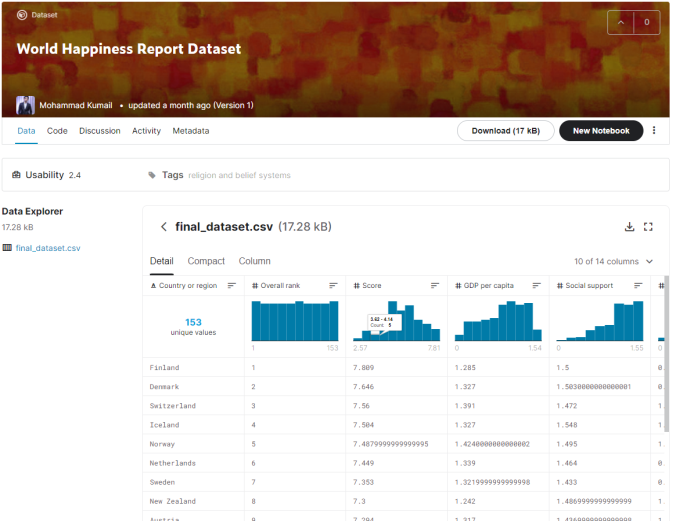 Dataset
0
World Happiness Report Dataset
Mohammad Kumail • updated a month ago (Version 1)
Data Code Discussion Activity Metadata Download (17 kB) New Notebook
Usability 2.4 Tags religion and belief systems
Data Explorer
17.28 kB
final_dataset.csv
final_dataset.csv (17.28 kB)
Detail Compact Column 10 of 14 columns
A Country or region # Overall rank # Score # GDP per capita # Social support #
153
unique values
3.62 - 4.14
Count: 5
1 153 2.57 7.81 0 1.54 0 1.55 0
Finland 1 7.809 1.285 1.5 0.
Denmark 2 7.646 1.327 1.5030000000000001 0.
Switzerland 3 7.56 1.391 1.472 1.
Iceland 4 7.504 1.327 1.548 1.
Norway 5 7.4879999999999995 1.4240000000000002 1.495 1.
Netherlands 6 7.449 1.339 1.464 0.
Sweden 7 7.353 1.3219999999999998 1.433 0.
New Zealand 8 7.3 1.242 1.4869999999999999 1.
Austria 9 7.294 1.317 1.4369999999999998 1.